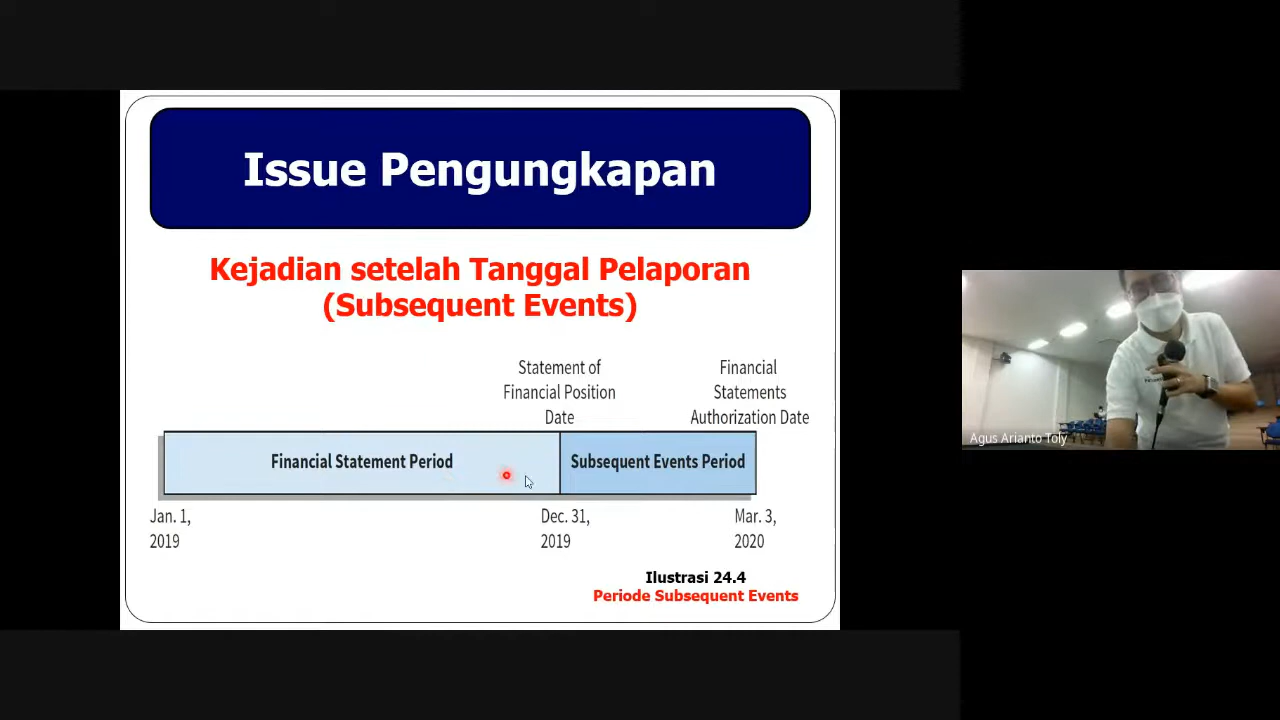 Issue Pengungkapan
Kejadian setelah Tanggal Pelaporan
(Subsequent Events)
Statement of
Financial Position
Date
Financial
Statements
Authorization Date
Financial Statement Period
Subsequent Events Period
Jan. 1,
2019
Dec. 31,
2019
Mar. 3,
2020
Ilustrasi 24.4
Periode Subsequent Events
Agus Arianto Toly